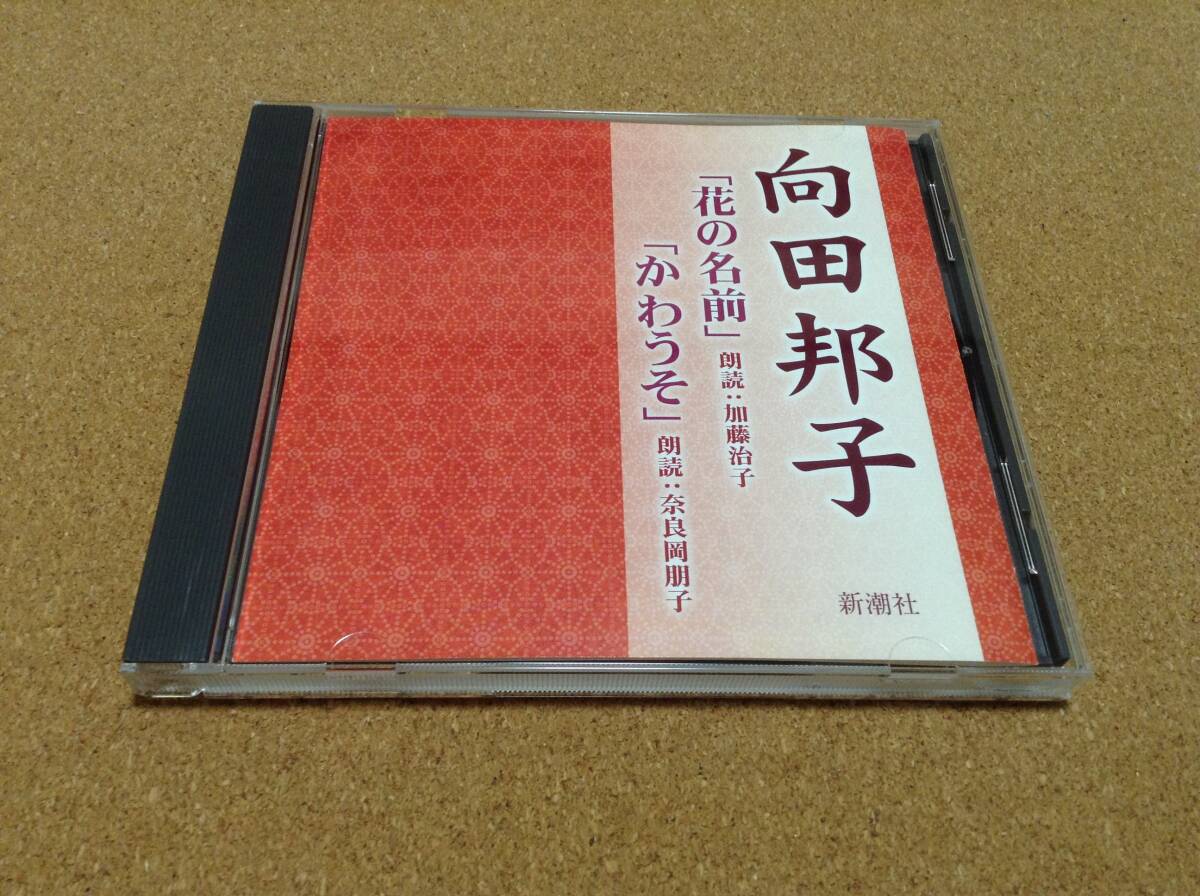 向田邦子
「花の名前」朗読：加藤治子
「かわうそ」朗読：奈良岡朋子
新潮社